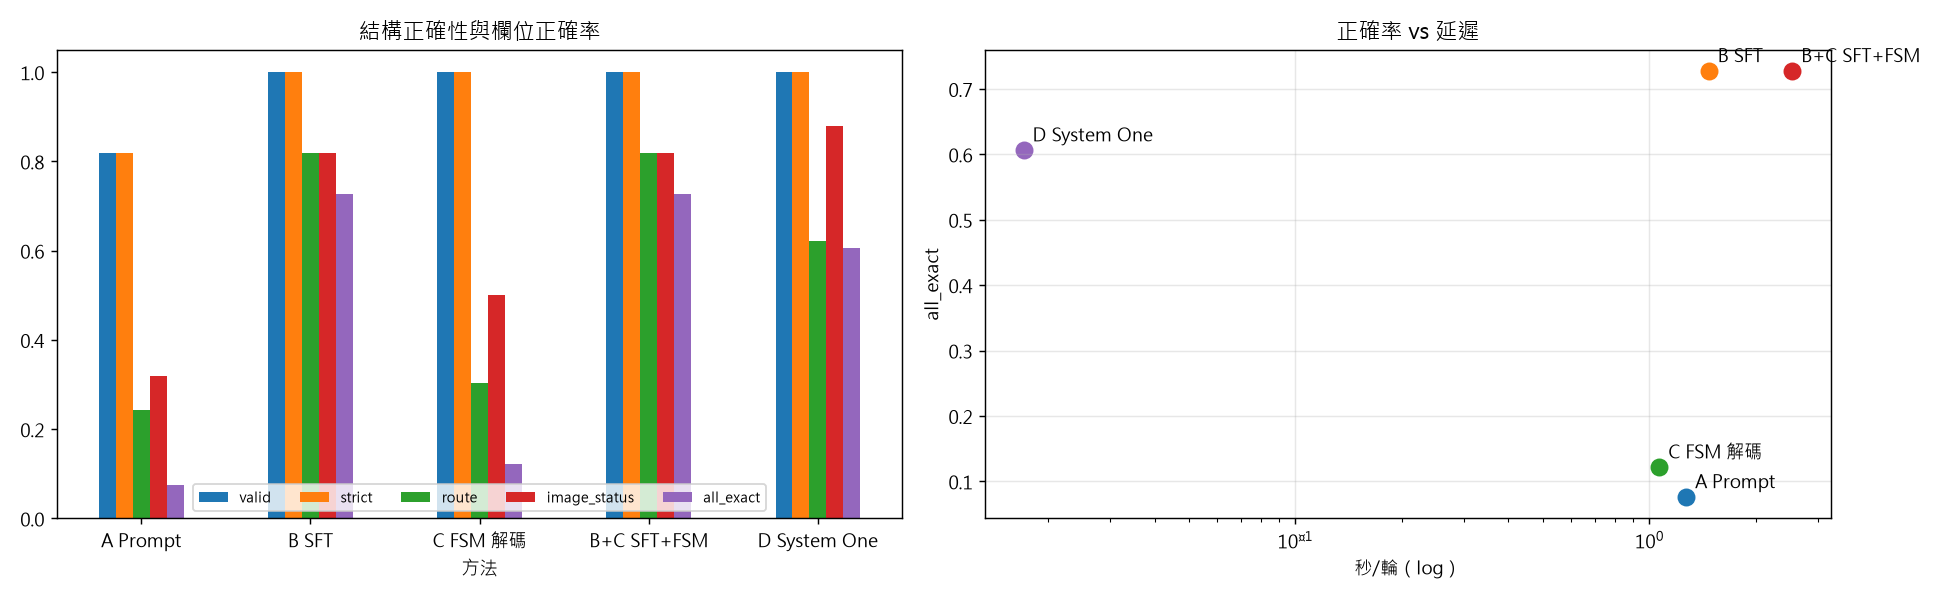 結構正確性與欄位正確率
1.0
0.8
0.6
0.4
0.2
0.0
valid strict route image_status all_exact
A Prompt B SFT C FSM 解碼 B+C SFT+FSM D System One
方法
正確率 vs 延遲
B SFT B+C SFT+FSM
0.7
D System One
0.6
0.5
all_exact
0.4
0.3
0.2
C FSM 解碼
A Prompt
0.1
10¤1 10⁰
秒/輪（log）